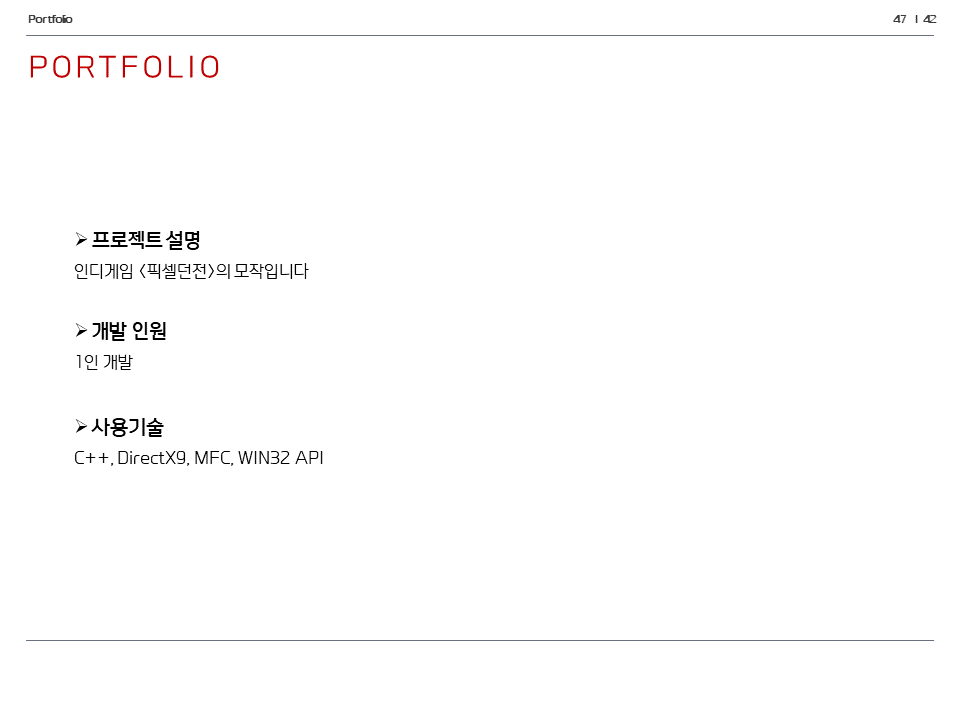 Portfolio 47 | 42
PORTFOLIO
➢ 프로젝트 설명
인디게임 <픽셀던전>의 모작입니다
➢ 개발 인원
1인 개발
➢ 사용기술
C++, DirectX9, MFC, WIN32 API